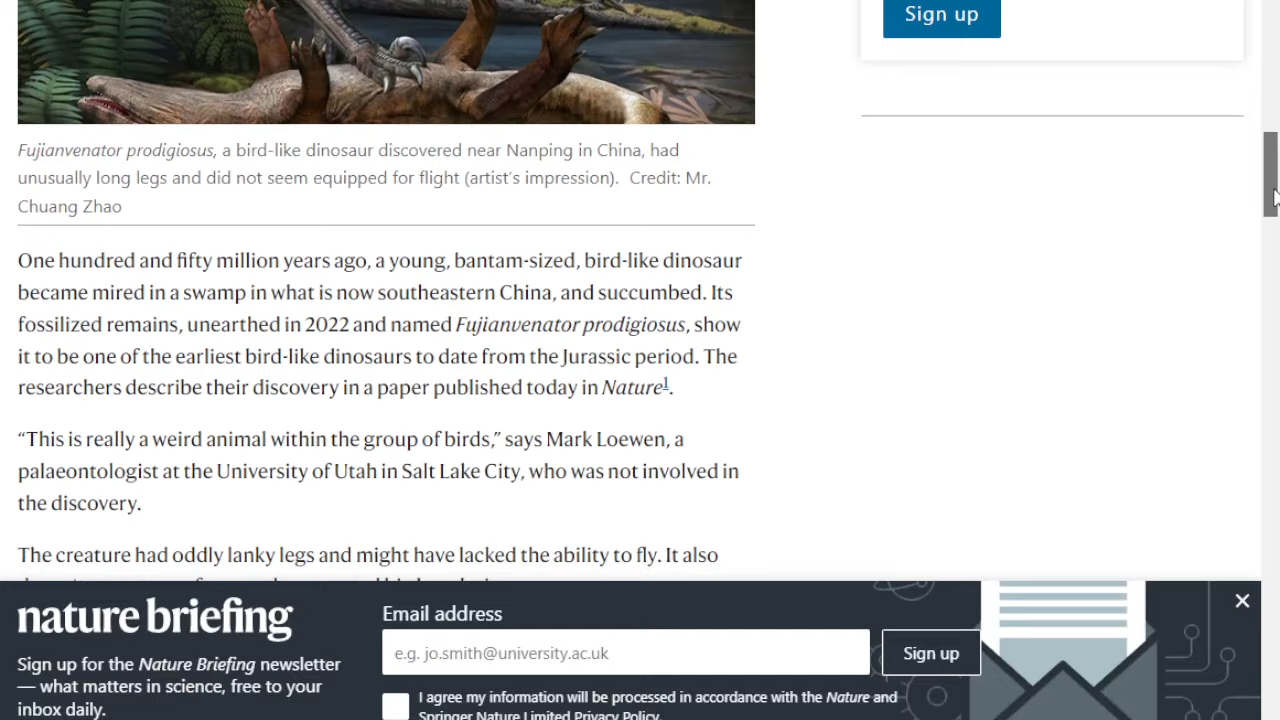 Sign up
Fujianvenator prodigiosus, a bird-like dinosaur discovered near Nanping in China, had
unusually long legs and did not seem equipped for flight (artist’s impression). Credit: Mr.
Chuang Zhao
One hundred and fifty million years ago, a young, bantam-sized, bird-like dinosaur
became mired in a swamp in what is now southeastern China, and succumbed. Its
fossilized remains, unearthed in 2022 and named Fujianvenator prodigiosus, show
it to be one of the earliest bird-like dinosaurs to date from the Jurassic period. The
researchers describe their discovery in a paper published today in Nature1.
“This is really a weird animal within the group of birds,” says Mark Loewen, a
palaeontologist at the University of Utah in Salt Lake City, who was not involved in
the discovery.
The creature had oddly lanky legs and might have lacked the ability to fly. It also
nature briefing
Sign up for the Nature Briefing newsletter
— what matters in science, free to your
inbox daily.
Email address
e.g. jo.smith@university.ac.uk
Sign up
I agree my information will be processed in accordance with the Nature and
Springer Nature Limited Privacy Policy.